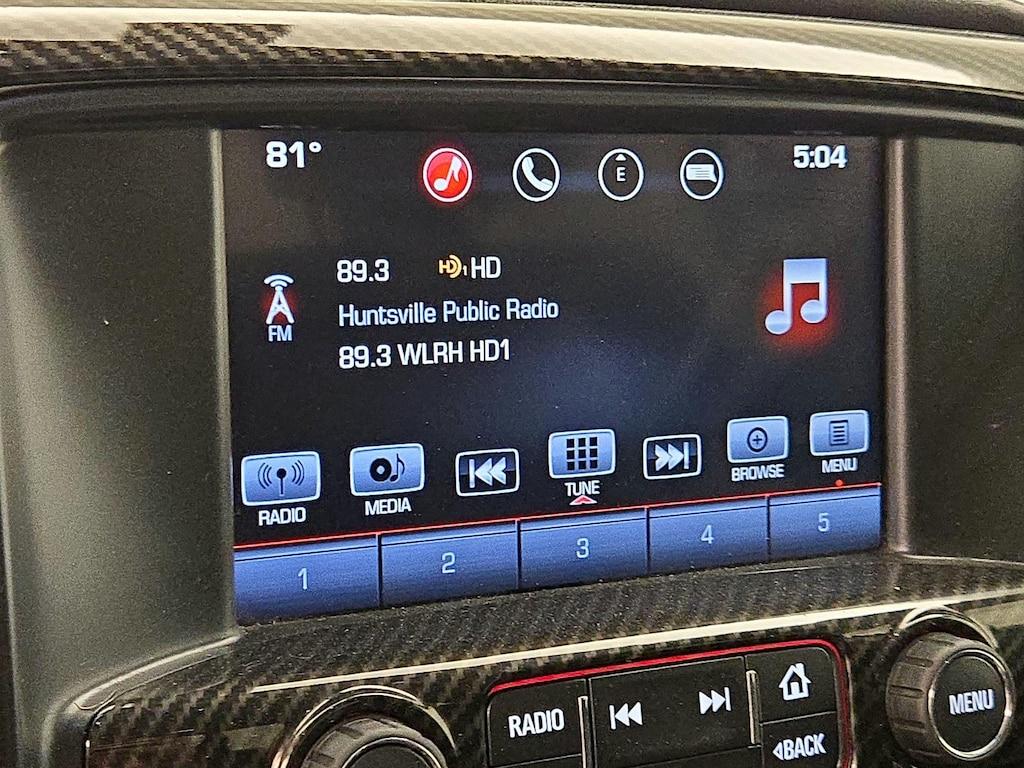 81° 5:04
E
89.3 HD1 HD
Huntsville Public Radio
89.3 WLRH HD1
FM
RADIO MEDIA TUNE BROWSE MENU
1 2 3 4 5
RADIO MENU
BACK